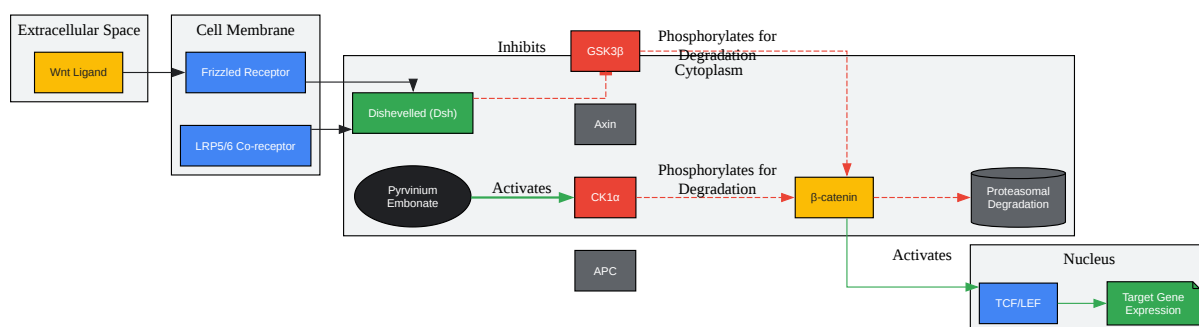 Extracellular Space
Wnt Ligand
Cell Membrane
Frizzled Receptor
LRP5/6 Co-receptor
Inhibits
GSK3β
Phosphorylates for
Degradation
Cytoplasm
Dishevelled (Dsh)
Axin
Pyrvinium
Embonate
Activates
CK1α
Phosphorylates for
Degradation
β-catenin
Proteasomal
Degradation
APC
Activates
Nucleus
TCF/LEF
Target Gene
Expression